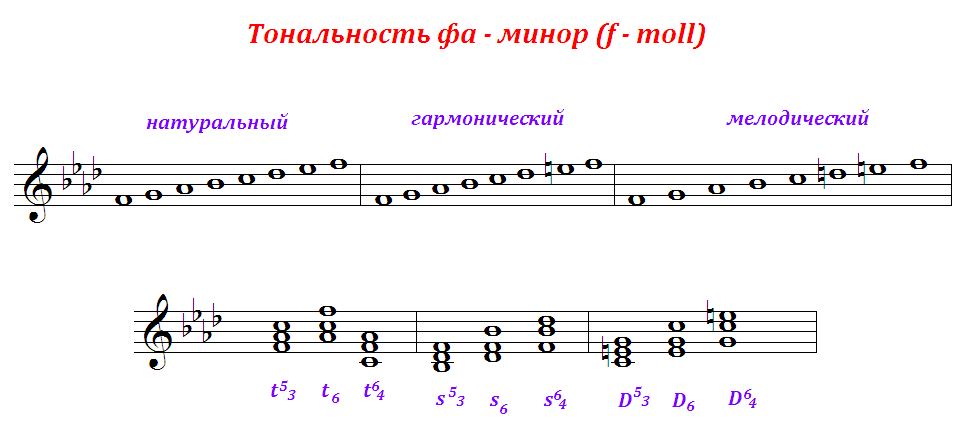 Тональность фа - минор (f - moll)
натуральный гармонический мелодический
t⁵₃ t₆ t⁶₄ s⁵₃ s₆ s⁶₄ D⁵₃ D₆ D⁶₄